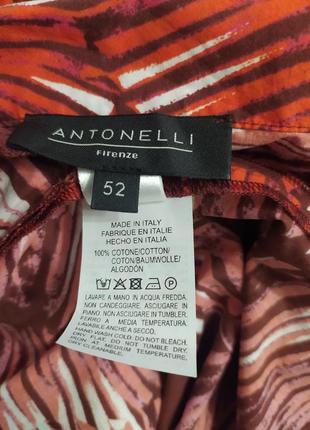 ANTONELLI
Firenze
52
MADE IN ITALY
FABRIQUE EN ITALIE
HECHO EN ITALIA
100% COTONE/COTTON/
COTON/BAUMWOLLE/
ALGODÓN
LAVARE A MANO IN ACQUA FREDDA.
NON CANDEGGIARE. ASCIUGARE IN
PIANO. NON ASCIUGARE IN TUMBLER.
FERRO A MEDIA TEMPERATURA.
LAVABILE ANCHE A SECCO.
HAND WASH COLD. DO NOT BLEACH.
DRY FLAT. DO NOT TUMBLE DRY.
IRON AT MEDIUM TEMPERATURE.
DRY CLEANABLE.